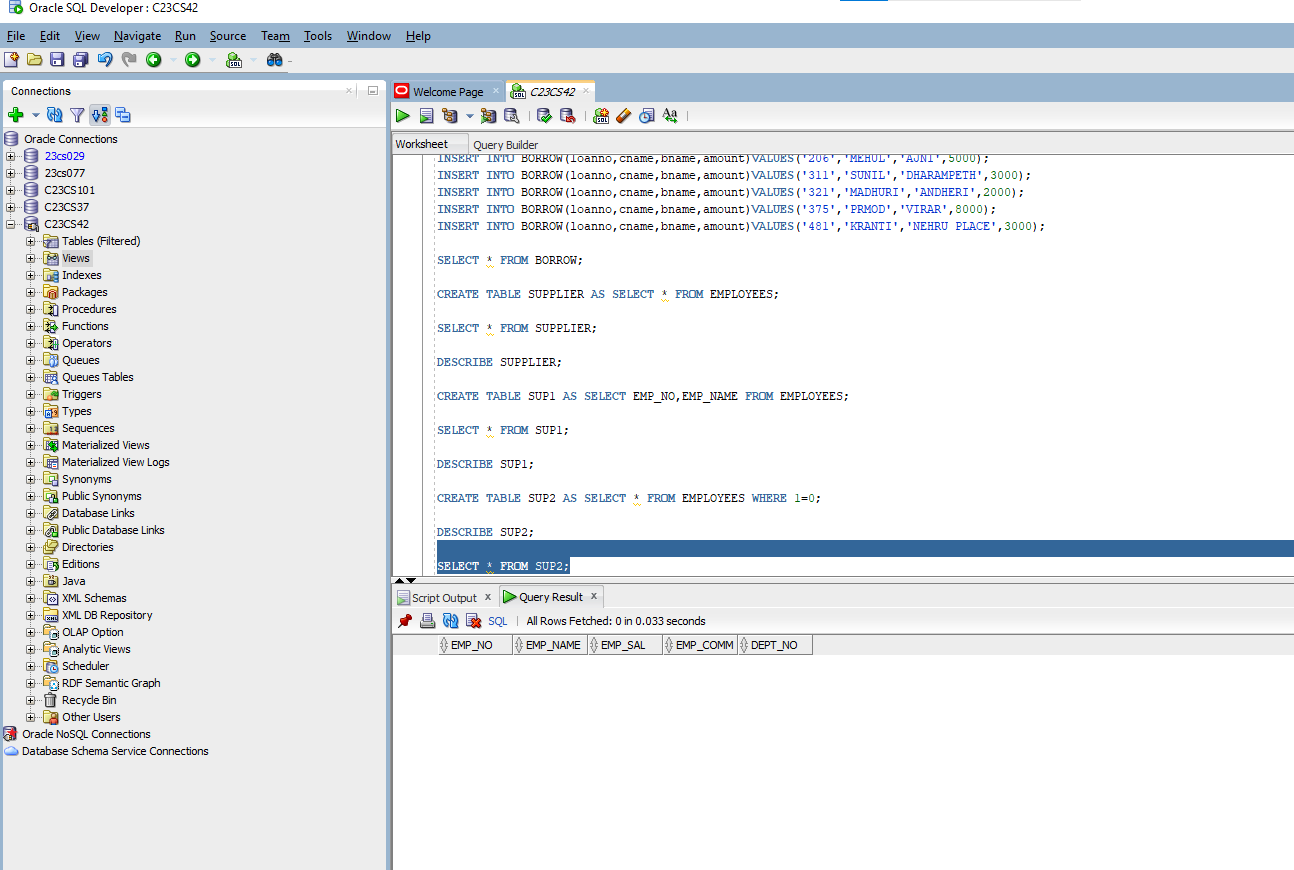 Oracle SQL Developer : C23CS42
File Edit View Navigate Run Source Team Tools Window Help
Connections
Oracle Connections
23cs029
23cs077
C23CS101
C23CS37
C23CS42
Tables (Filtered)
Views
Indexes
Packages
Procedures
Functions
Operators
Queues
Queues Tables
Triggers
Types
Sequences
Materialized Views
Materialized View Logs
Synonyms
Public Synonyms
Database Links
Public Database Links
Directories
Editions
Java
XML Schemas
XML DB Repository
OLAP Option
Analytic Views
Scheduler
RDF Semantic Graph
Recycle Bin
Other Users
Oracle NoSQL Connections
Database Schema Service Connections
Welcome Page
C23CS42
Worksheet Query Builder
INSERT INTO BORROW(loanno,cname,bname,amount)VALUES('206','MEHUL','AJNI',5000);
INSERT INTO BORROW(loanno,cname,bname,amount)VALUES('311','SUNIL','DHARAMPETH',3000);
INSERT INTO BORROW(loanno,cname,bname,amount)VALUES('321','MADHURI','ANDHERI',2000);
INSERT INTO BORROW(loanno,cname,bname,amount)VALUES('375','PRMOD','VIRAR',8000);
INSERT INTO BORROW(loanno,cname,bname,amount)VALUES('481','KRANTI','NEHRU PLACE',3000);
SELECT * FROM BORROW;
CREATE TABLE SUPPLIER AS SELECT * FROM EMPLOYEES;
SELECT * FROM SUPPLIER;
DESCRIBE SUPPLIER;
CREATE TABLE SUP1 AS SELECT EMP_NO,EMP_NAME FROM EMPLOYEES;
SELECT * FROM SUP1;
DESCRIBE SUP1;
CREATE TABLE SUP2 AS SELECT * FROM EMPLOYEES WHERE 1=0;
DESCRIBE SUP2;
SELECT * FROM SUP2;
Script Output Query Result
SQL All Rows Fetched: 0 in 0.033 seconds
EMP_NO EMP_NAME EMP_SAL EMP_COMM DEPT_NO